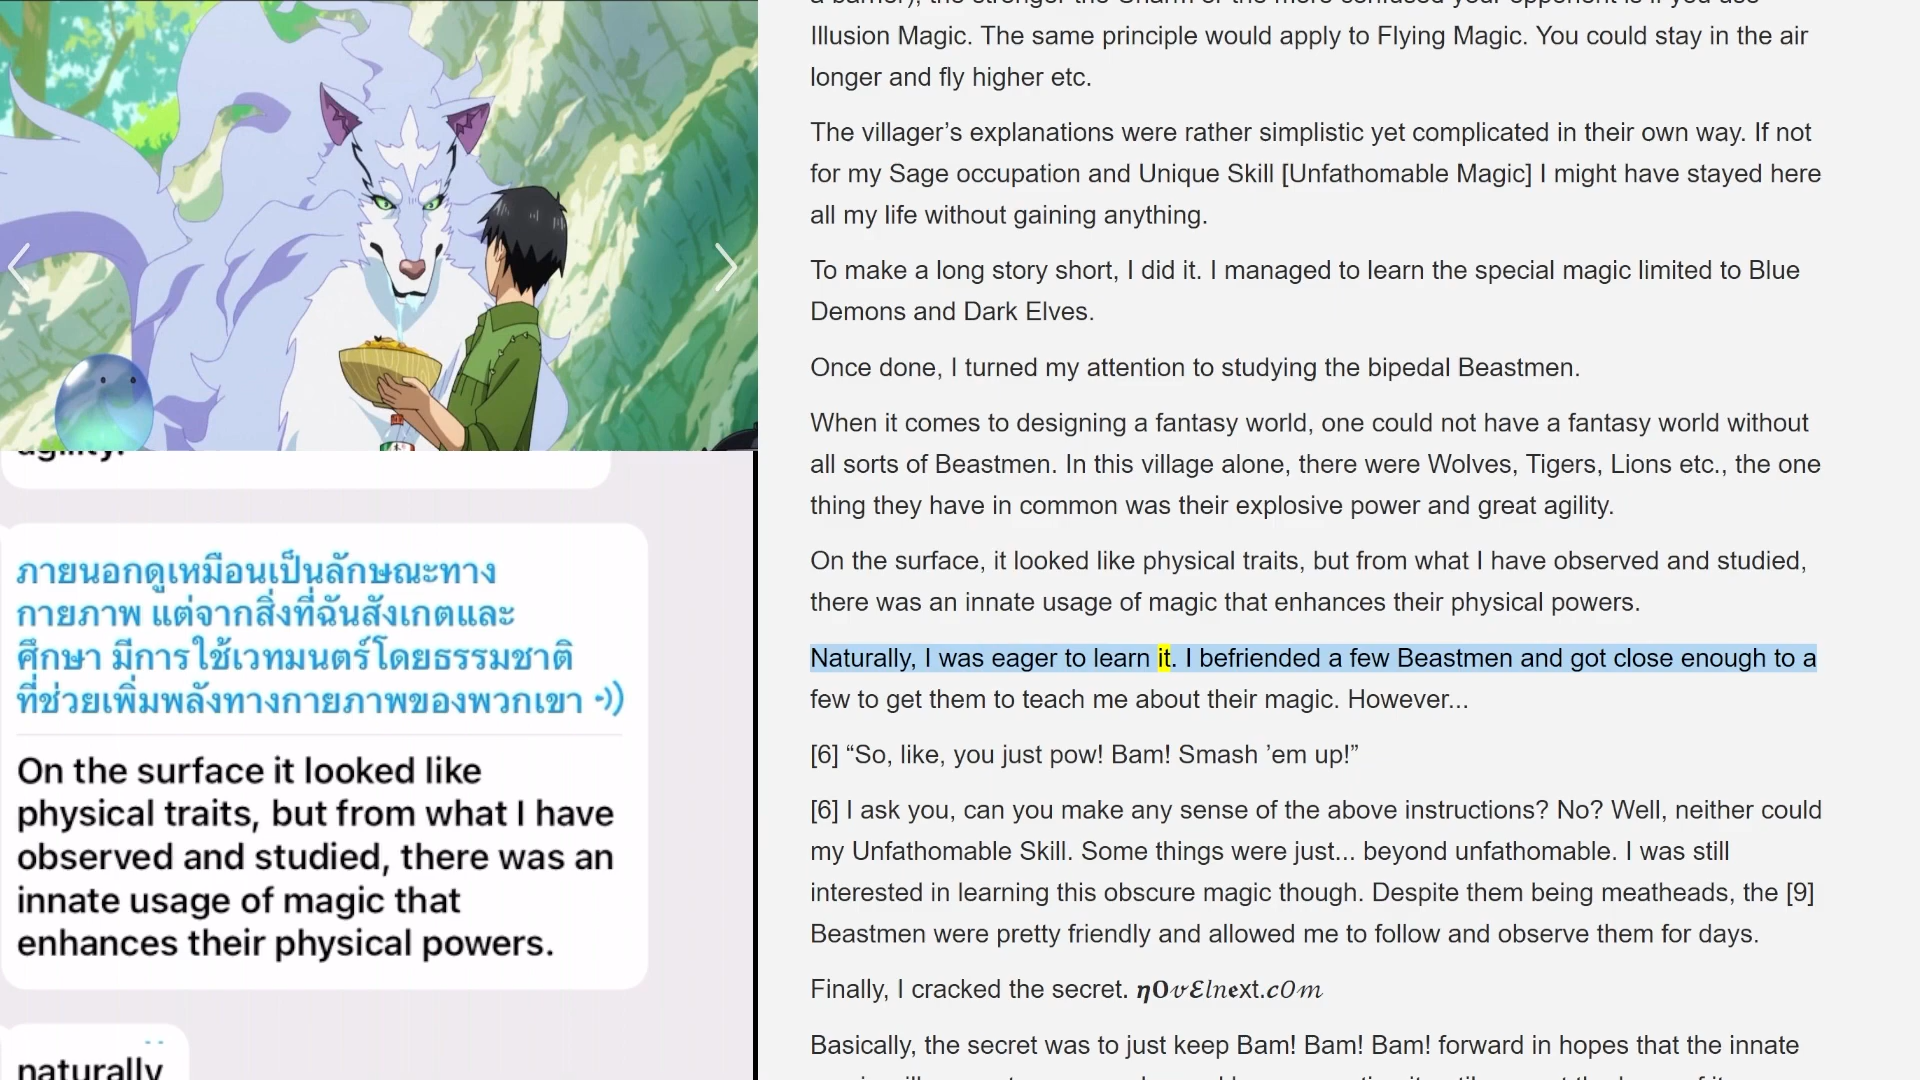 agility.
ภายนอกดูเหมือนเป็นลักษณะทาง
กายภาพ แต่จากสิ่งที่ฉันสังเกตและ
ศึกษา มีการใช้เวทมนตร์โดยธรรมชาติ
ที่ช่วยเพิ่มพลังทางกายภาพของพวกเขา
On the surface it looked like
physical traits, but from what I have
observed and studied, there was an
innate usage of magic that
enhances their physical powers.
naturally
Illusion Magic. The same principle would apply to Flying Magic. You could stay in the air
longer and fly higher etc.
The villager’s explanations were rather simplistic yet complicated in their own way. If not
for my Sage occupation and Unique Skill [Unfathomable Magic] I might have stayed here
all my life without gaining anything.
To make a long story short, I did it. I managed to learn the special magic limited to Blue
Demons and Dark Elves.
Once done, I turned my attention to studying the bipedal Beastmen.
When it comes to designing a fantasy world, one could not have a fantasy world without
all sorts of Beastmen. In this village alone, there were Wolves, Tigers, Lions etc., the one
thing they have in common was their explosive power and great agility.
On the surface, it looked like physical traits, but from what I have observed and studied,
there was an innate usage of magic that enhances their physical powers.
Naturally, I was eager to learn it. I befriended a few Beastmen and got close enough to a
few to get them to teach me about their magic. However...
[6] “So, like, you just pow! Bam! Smash ’em up!”
[6] I ask you, can you make any sense of the above instructions? No? Well, neither could
my Unfathomable Skill. Some things were just... beyond unfathomable. I was still
interested in learning this obscure magic though. Despite them being meatheads, the [9]
Beastmen were pretty friendly and allowed me to follow and observe them for days.
Finally, I cracked the secret. 𝜼𝐎𝓋𝓔𝑙𝑛𝐞xt.𝒄𝑂𝑚
Basically, the secret was to just keep Bam! Bam! Bam! forward in hopes that the innate